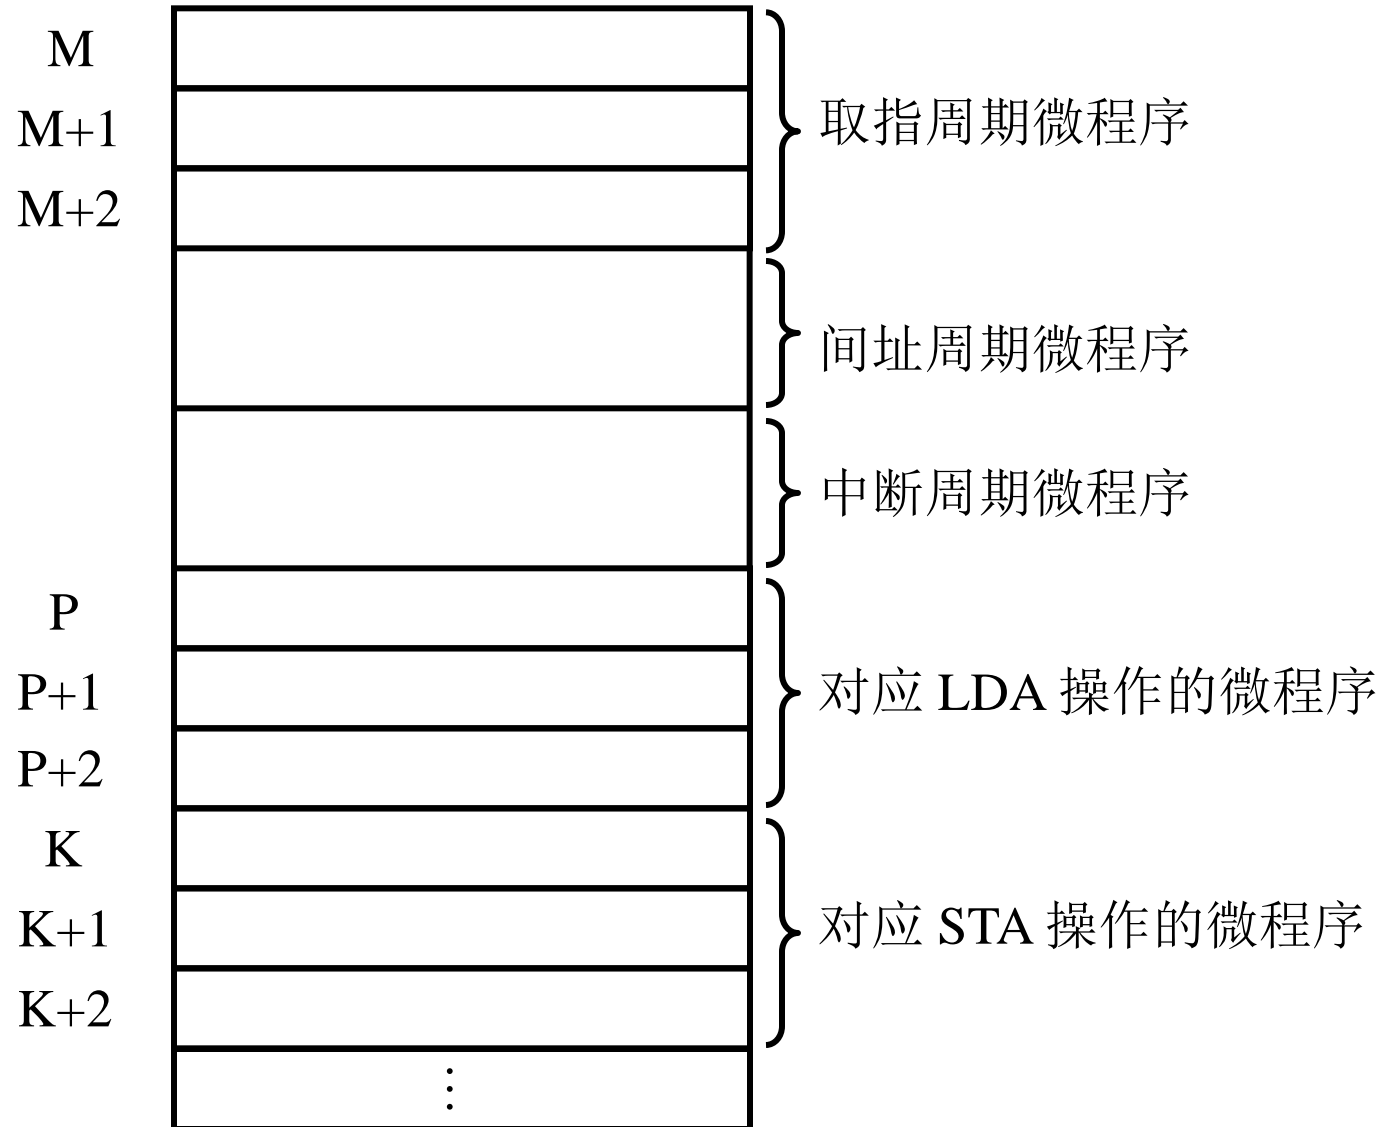 M
M+1
取指周期微程序
M+2
间址周期微程序
中断周期微程序
P
P+1
对应 LDA 操作的微程序
P+2
K
K+1
对应 STA 操作的微程序
K+2
⋮